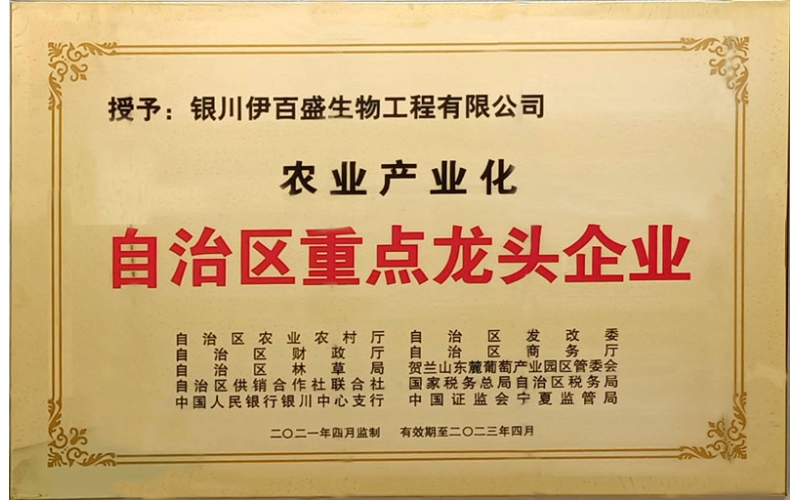 授予：银川伊百盛生物工程有限公司
农业产业化
自治区重点龙头企业
自治区农业农村厅 自治区发改委
自治区财政厅 自治区商务厅
自治区林草局 贺兰山东麓葡萄产业园区管委会
自治区供销合作社联合社 国家税务总局自治区税务局
中国人民银行银川中心支行 中国证监会宁夏监管局
二〇二一年四月监制 有效期至二〇二三年四月